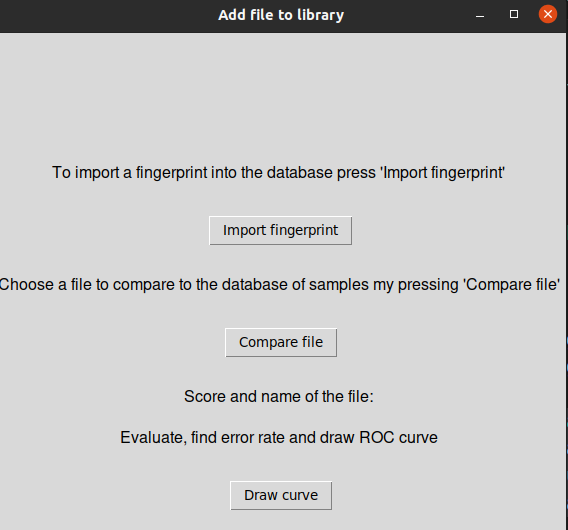 Add file to library
To import a fingerprint into the database press 'Import fingerprint'
Import fingerprint
Choose a file to compare to the database of samples my pressing 'Compare file'
Compare file
Score and name of the file:
Evaluate, find error rate and draw ROC curve
Draw curve